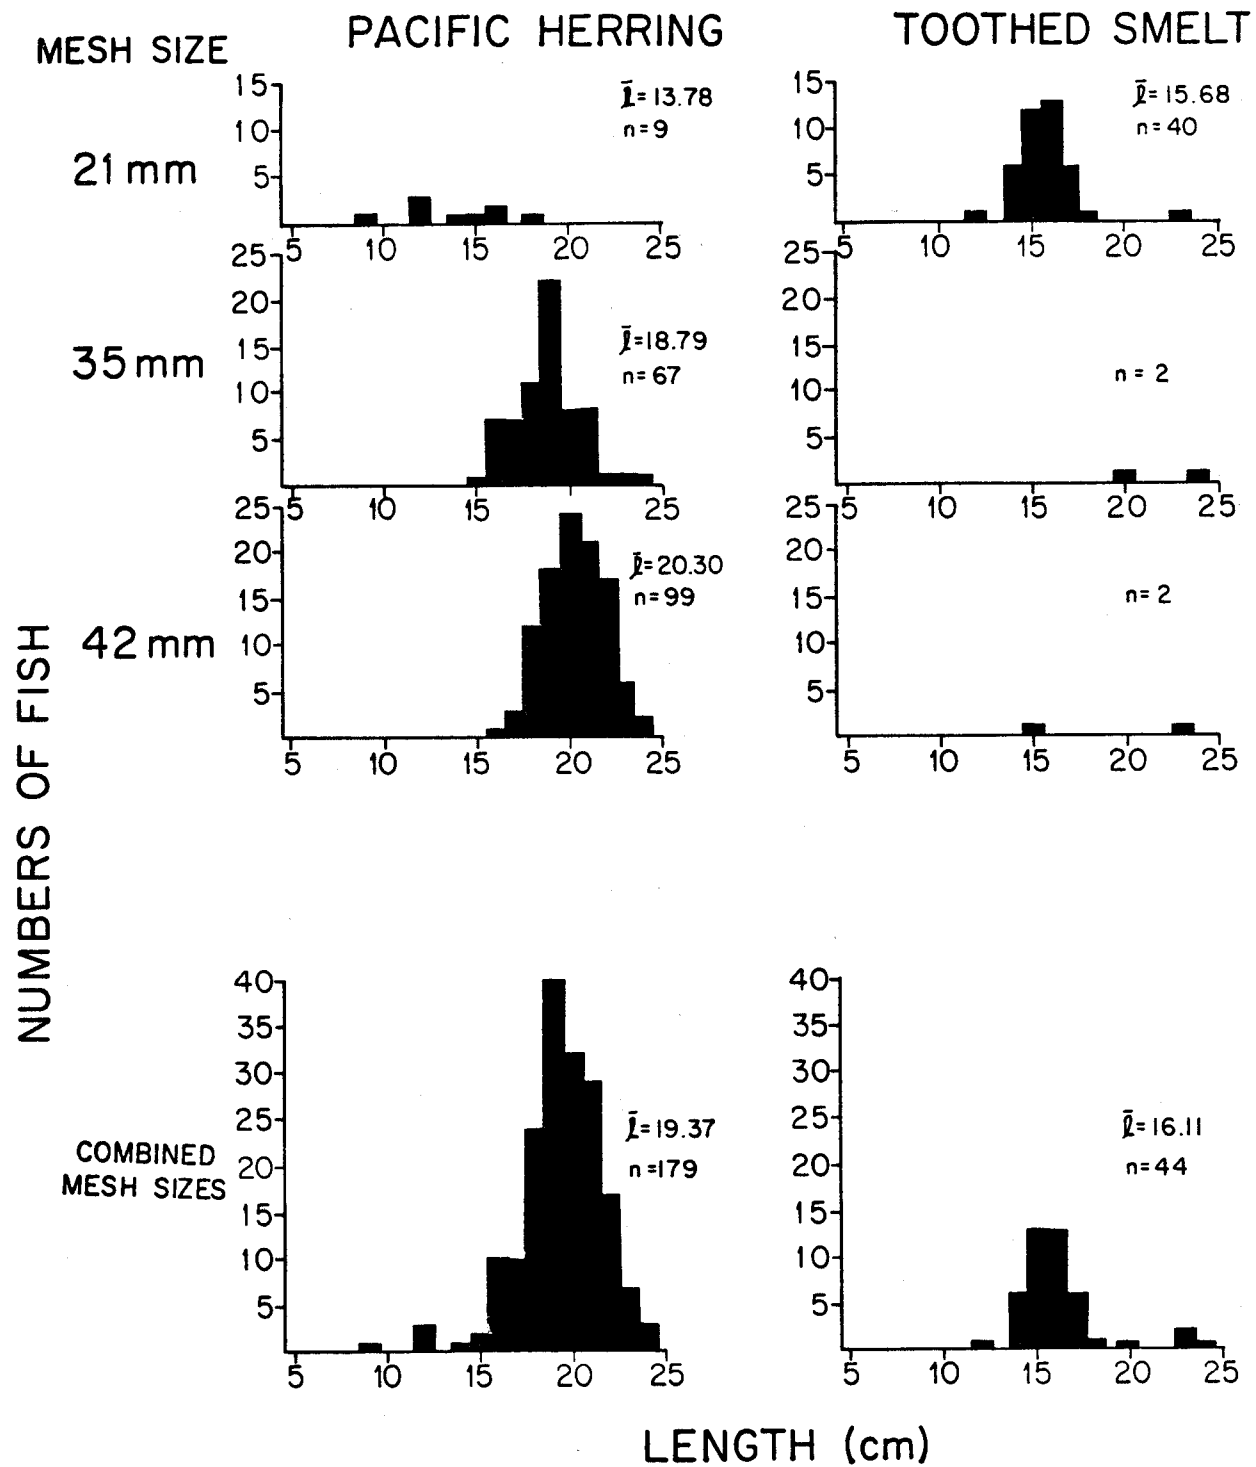 PACIFIC HERRING
TOOTHED SMELT
MESH SIZE
21mm
15
10
5
l̄=13.78
n=9
5 10 15 20 25
15
10
5
l̄=15.68
n=40
5 10 15 20 25
35mm
25
20
15
10
5
l̄=18.79
n=67
5 10 15 20 25
25
20
15
10
5
n=2
5 10 15 20 25
42mm
25
20
15
10
5
l̄=20.30
n=99
5 10 15 20 25
25
20
15
10
5
n=2
5 10 15 20 25
NUMBERS OF FISH
COMBINED
MESH SIZES
40
35
30
25
20
15
10
5
l̄=19.37
n=179
5 10 15 20 25
40
35
30
25
20
15
10
5
l̄=16.11
n=44
5 10 15 20 25
LENGTH (cm)